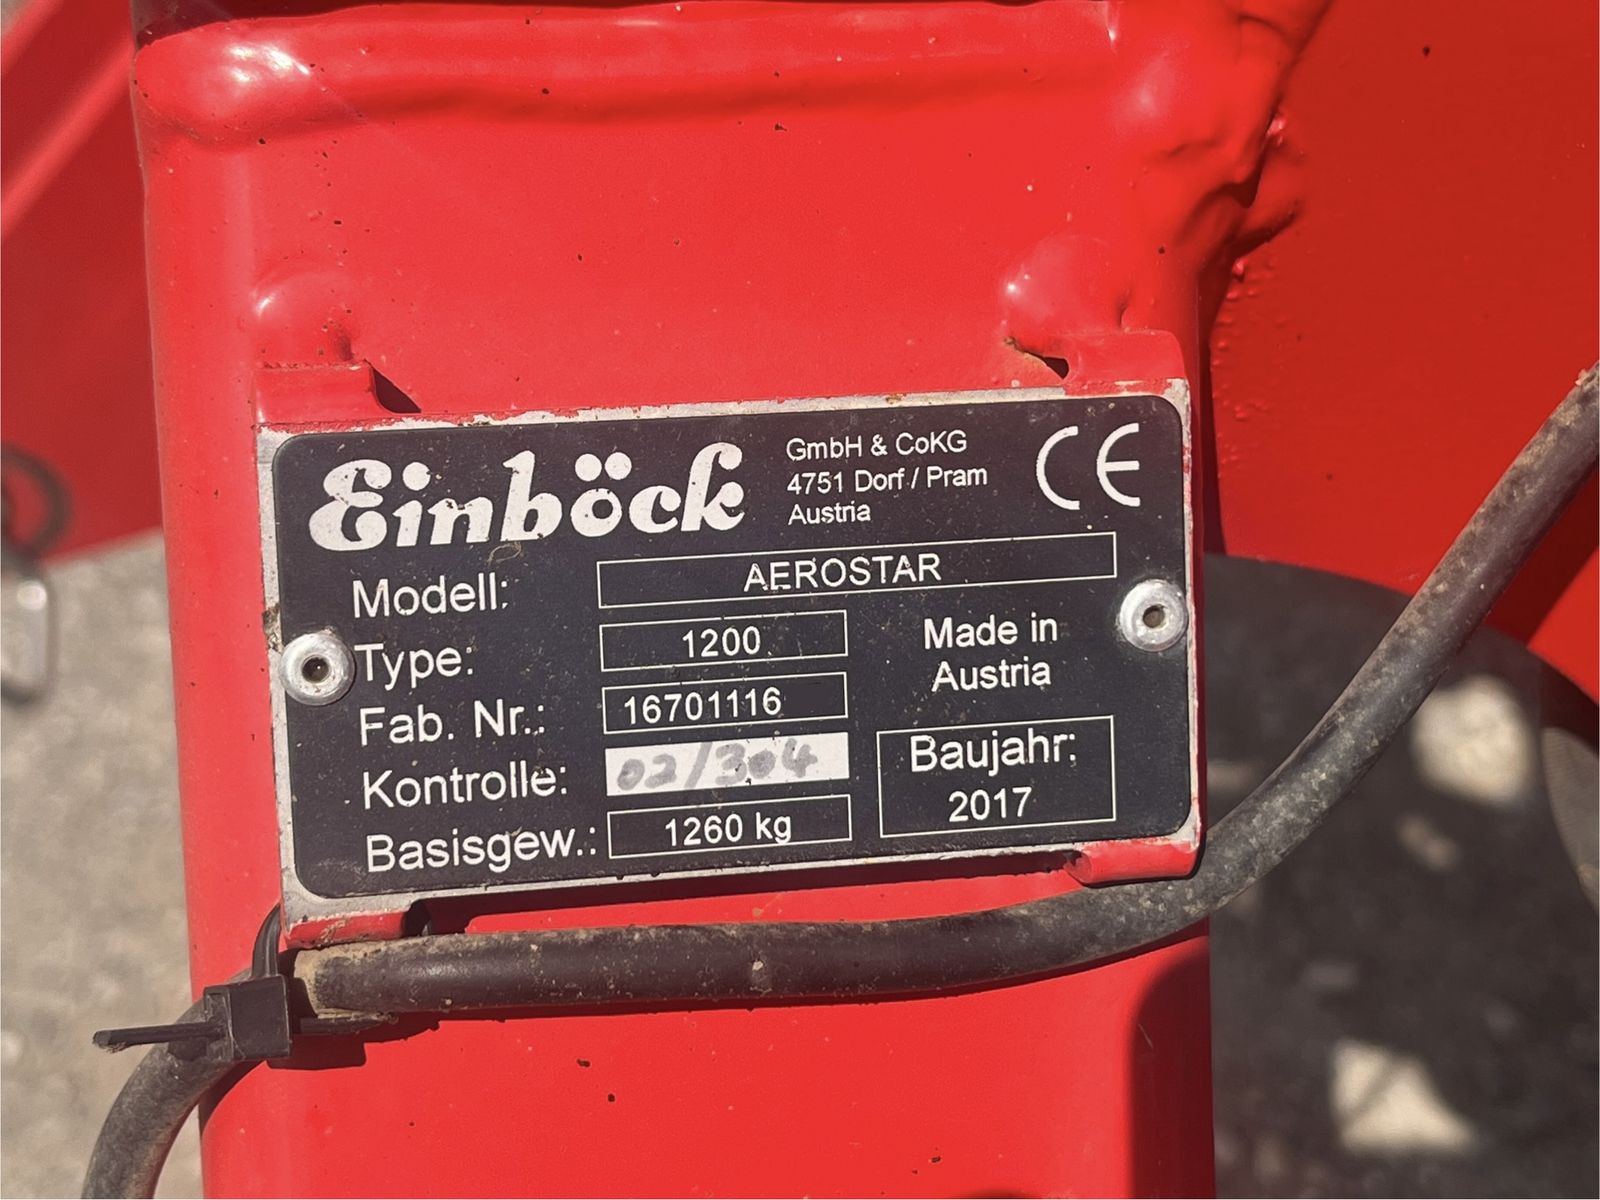 Einböck
GmbH & CoKG
4751 Dorf / Pram
Austria
CE
Modell: AEROSTAR
Type: 1200
Made in
Austria
Fab. Nr.: 16701116
Kontrolle: 02/304
Basisgew.: 1260 kg
Baujahr:
2017